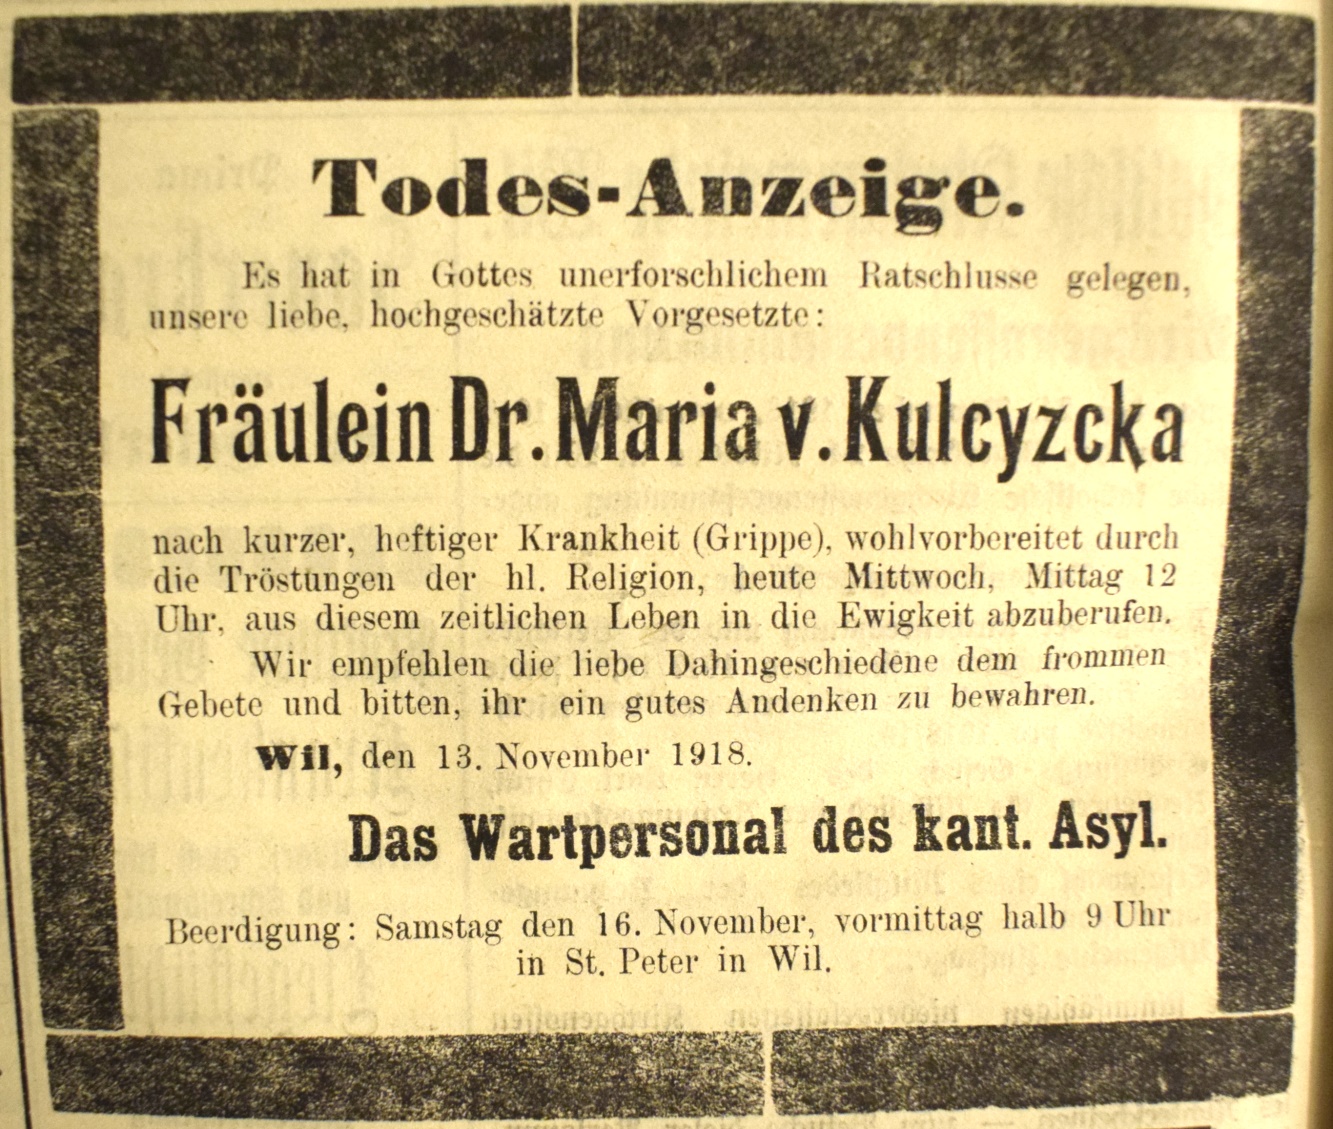 Todes-Anzeige.
Es hat in Gottes unerforschlichem Ratschlusse gelegen,
unsere liebe, hochgeschätzte Vorgesetzte:
Fräulein Dr. Maria v. Kulcyzcka
nach kurzer, heftiger Krankheit (Grippe), wohlvorbereitet durch
die Tröstungen der hl. Religion, heute Mittwoch, Mittag 12
Uhr, aus diesem zeitlichen Leben in die Ewigkeit abzuberufen.
Wir empfehlen die liebe Dahingeschiedene dem frommen
Gebete und bitten, ihr ein gutes Andenken zu bewahren.
Wil, den 13. November 1918.
Das Wartpersonal des kant. Asyl.
Beerdigung: Samstag den 16. November, vormittag halb 9 Uhr
in St. Peter in Wil.